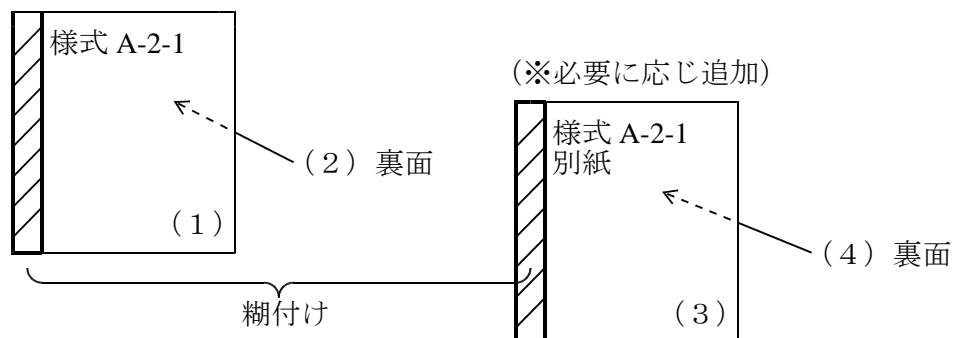 様式 A-2-1
(※必要に応じ追加)
様式 A-2-1
別紙
(2) 裏面
(1)
(4) 裏面
糊付け
(3)